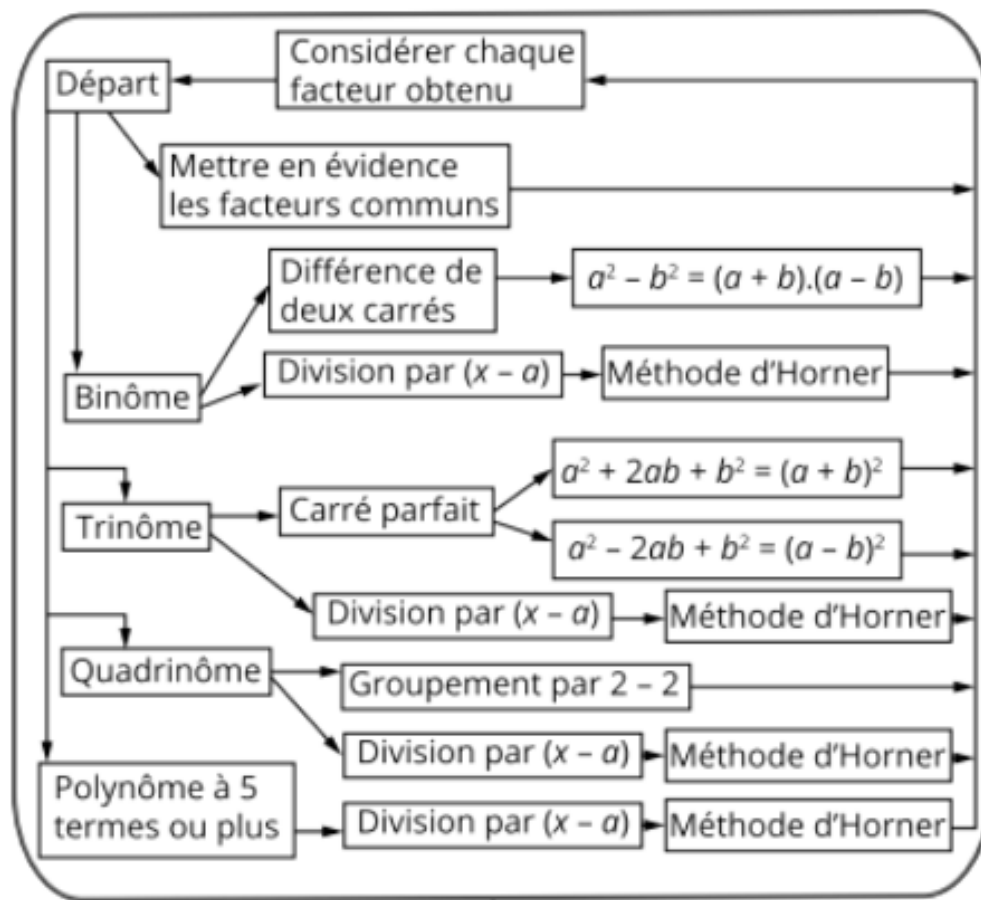 Considérer chaque
facteur obtenu
Départ
Mettre en évidence
les facteurs communs
Différence de
deux carrés
a² – b² = (a + b).(a – b)
Division par (x – a)
Méthode d’Horner
Binôme
a² + 2ab + b² = (a + b)²
Carré parfait
Trinôme
a² – 2ab + b² = (a – b)²
Division par (x – a)
Méthode d’Horner
Quadrinôme
Groupement par 2 – 2
Division par (x – a)
Méthode d’Horner
Polynôme à 5
termes ou plus
Division par (x – a)
Méthode d’Horner